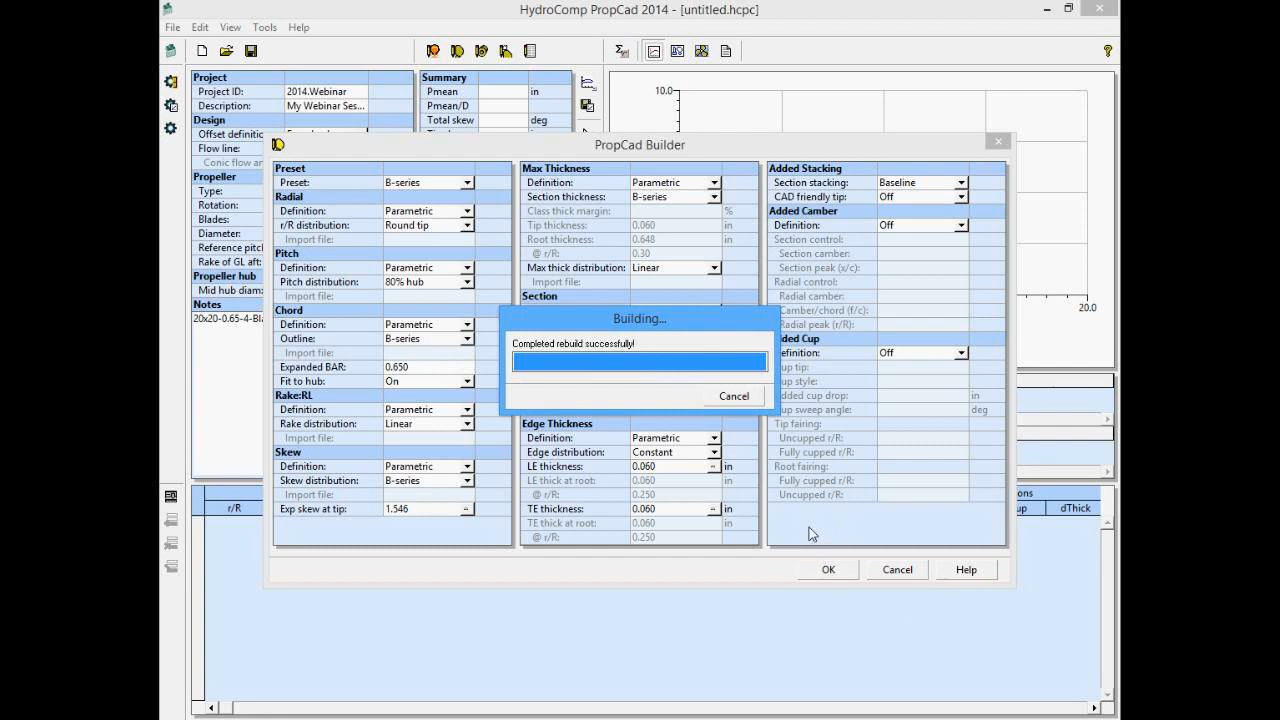 HydroComp PropCad 2014 - [untitled.hcpc]
File Edit View Tools Help
Project
Project ID: 2014.Webinar
Description: My Webinar Ses...
Design
Offset definitio
Flow line:
Conic flow an
Propeller
Type:
Rotation:
Blades:
Diameter:
Reference pitch
Rake of GL aft:
Propeller hub
Mid hub diam:
Notes
20x20-0.65-4-Bla
Summary
Pmean in
Pmean/D
Total skew deg
10.0
20.0
PropCad Builder
Preset
Preset: B-series
Radial
Definition: Parametric
r/R distribution: Round tip
Import file:
Pitch
Definition: Parametric
Pitch distribution: 80% hub
Import file:
Chord
Definition: Parametric
Outline: B-series
Import file:
Expanded BAR: 0.650
Fit to hub: On
Rake:RL
Definition: Parametric
Rake distribution: Linear
Import file:
Skew
Definition: Parametric
Skew distribution: B-series
Import file:
Exp skew at tip: 1.546
Max Thickness
Definition: Parametric
Section thickness: B-series
Class thick margin: %
Tip thickness: 0.060 in
Root thickness: 0.648 in
@ r/R: 0.30
Max thick distribution: Linear
Import file:
Section
Building...
Completed rebuild successfully!
Cancel
Edge Thickness
Definition: Parametric
Edge distribution: Constant
LE thickness: 0.060 in
LE thick at root: 0.060 in
@ r/R: 0.250
TE thickness: 0.060 in
TE thick at root: 0.060 in
@ r/R: 0.250
Added Stacking
Section stacking: Baseline
CAD friendly tip: Off
Added Camber
Definition: Off
Section control:
Section camber:
Section peak (x/c):
Radial control:
Radial camber:
Camber/chord (f/c):
Radial peak (r/R):
dded Cup
efinition: Off
up tip:
up style:
dded cup drop: in
up sweep angle: deg
Tip fairing:
Uncupped r/R:
Fully cupped r/R:
Root fairing:
Fully cupped r/R:
Uncupped r/R:
OK Cancel Help
ons
r/R
up dThick